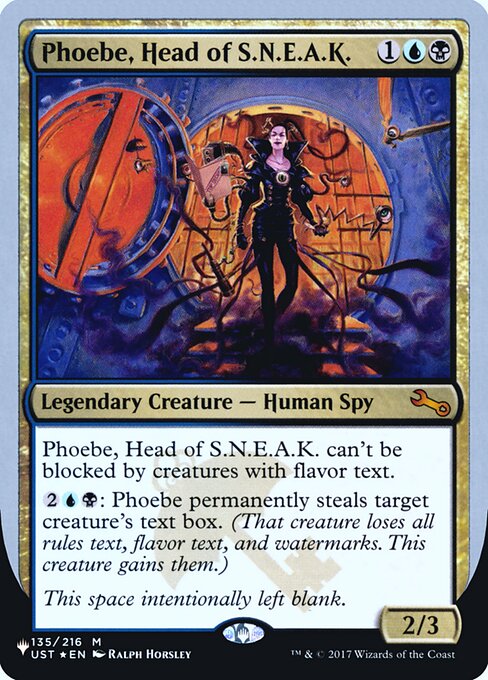 Phoebe, Head of S.N.E.A.K. 1
Legendary Creature — Human Spy
Phoebe, Head of S.N.E.A.K. can't be
blocked by creatures with flavor text.
2: Phoebe permanently steals target
creature's text box. (That creature loses all
rules text, flavor text, and watermarks. This
creature gains them.)
This space intentionally left blank.
2/3
135/216 M
UST ★ EN Ralph Horsley
™ & © 2017 Wizards of the Coast